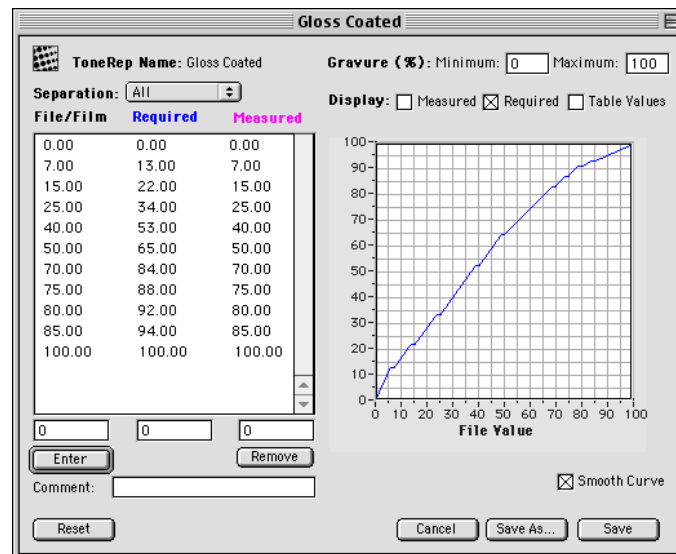 Gloss Coated
ToneRep Name: Gloss Coated
Gravure (%): Minimum: 0 Maximum: 100
Separation: All
Display: Measured Required Table Values
File/Film Required Measured
0.00 0.00 0.00
7.00 13.00 7.00
15.00 22.00 15.00
25.00 34.00 25.00
40.00 53.00 40.00
50.00 65.00 50.00
70.00 84.00 70.00
75.00 88.00 75.00
80.00 92.00 80.00
85.00 94.00 85.00
100.00 100.00 100.00
100
90
80
70
60
50
40
30
20
10
0
0 10 20 30 40 50 60 70 80 90 100
File Value
0 0 0
Enter Remove
Comment:
Smooth Curve
Reset Cancel Save As... Save